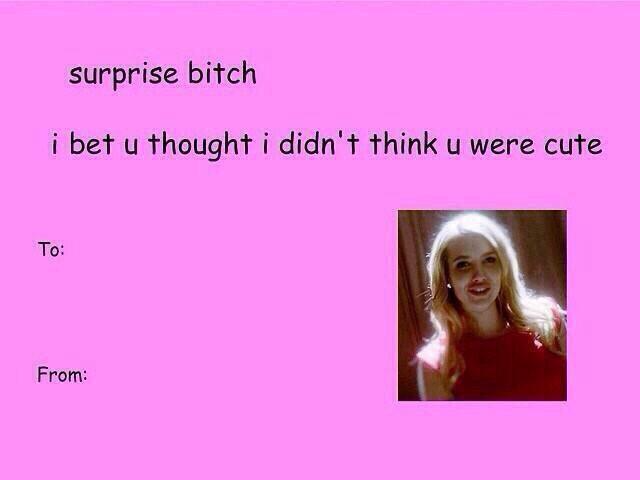 surprise bitch
i bet u thought i didn't think u were cute
To:
From: